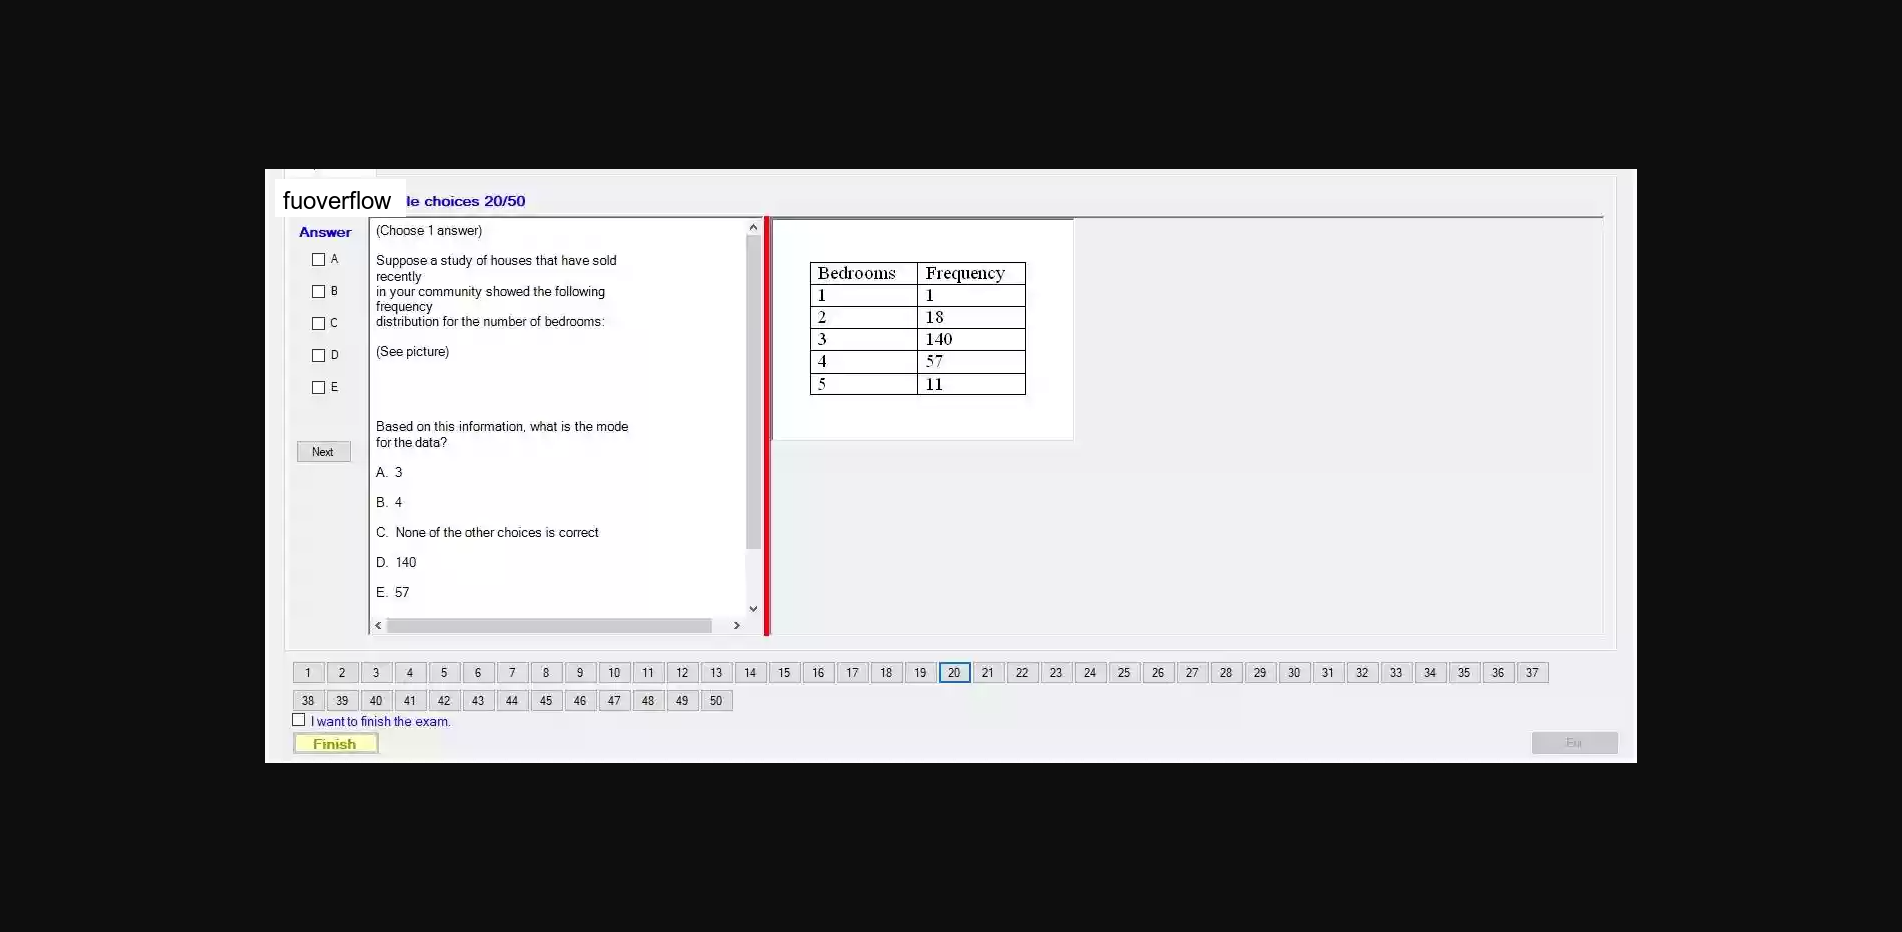 fuoverflow
le choices 20/50
Answer
A
B
C
D
E
Next
(Choose 1 answer)
Suppose a study of houses that have sold
recently
in your community showed the following
frequency
distribution for the number of bedrooms:
(See picture)
Based on this information, what is the mode
for the data?
A. 3
B. 4
C. None of the other choices is correct
D. 140
E. 57
Bedrooms Frequency
1 1
2 18
3 140
4 57
5 11
1 2 3 4 5 6 7 8 9 10 11 12 13 14 15 16 17 18 19 20 21 22 23 24 25 26 27 28 29 30 31 32 33 34 35 36 37
38 39 40 41 42 43 44 45 46 47 48 49 50
I want to finish the exam.
Finish